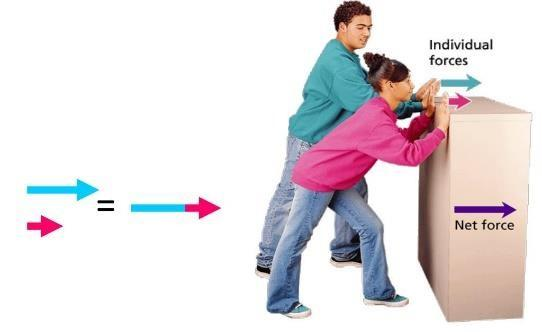 Individual
forces
=
Net force